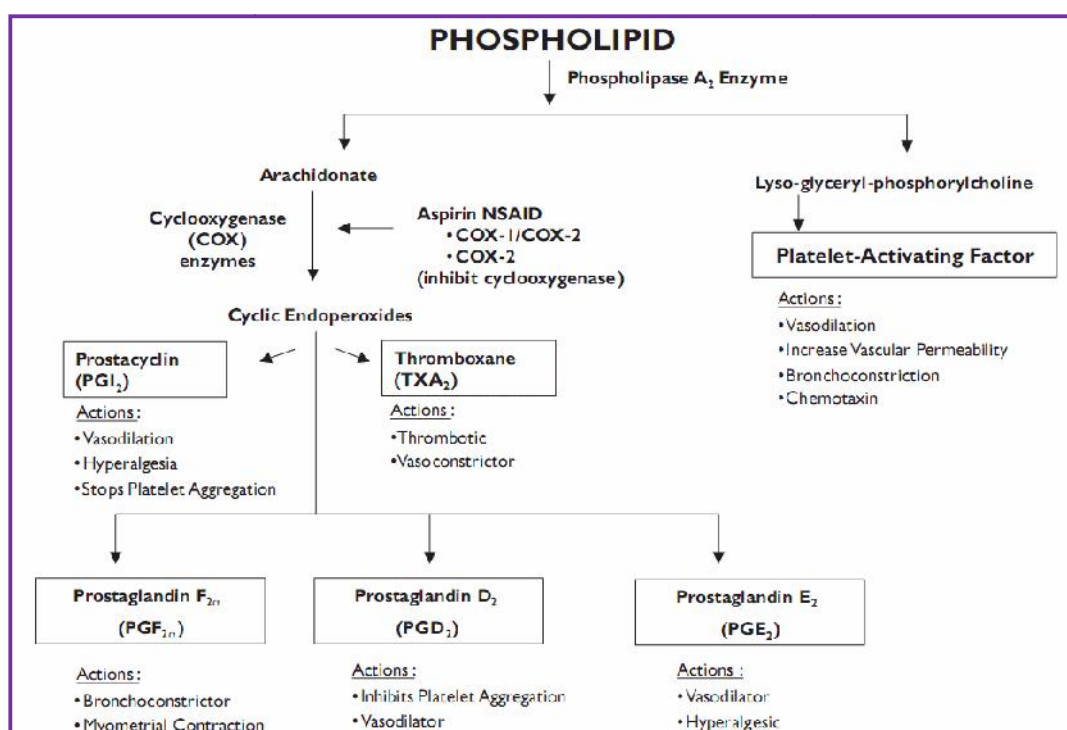 PHOSPHOLIPID
Phospholipase A₂ Enzyme
Arachidonate
Lyso-glyceryl-phosphorylcholine
Cyclooxygenase
(COX)
enzymes
Aspirin NSAID
•COX-1/COX-2
•COX-2
(inhibit cyclooxygenase)
Platelet-Activating Factor
Actions:
•Vasodilation
•Increase Vascular Permeability
•Bronchoconstriction
•Chemotaxin
Cyclic Endoperoxides
Prostacyclin
(PGI₂)
Actions:
•Vasodilation
•Hyperalgesia
•Stops Platelet Aggregation
Thromboxane
(TXA₂)
Actions:
•Thrombotic
•Vasoconstrictor
Prostaglandin F₂α
(PGF₂α)
Actions:
•Bronchoconstrictor
•Myometrial Contraction
Prostaglandin D₂
(PGD₂)
Actions:
•Inhibits Platelet Aggregation
•Vasodilator
Prostaglandin E₂
(PGE₂)
Actions:
•Vasodilator
•Hyperalgesic